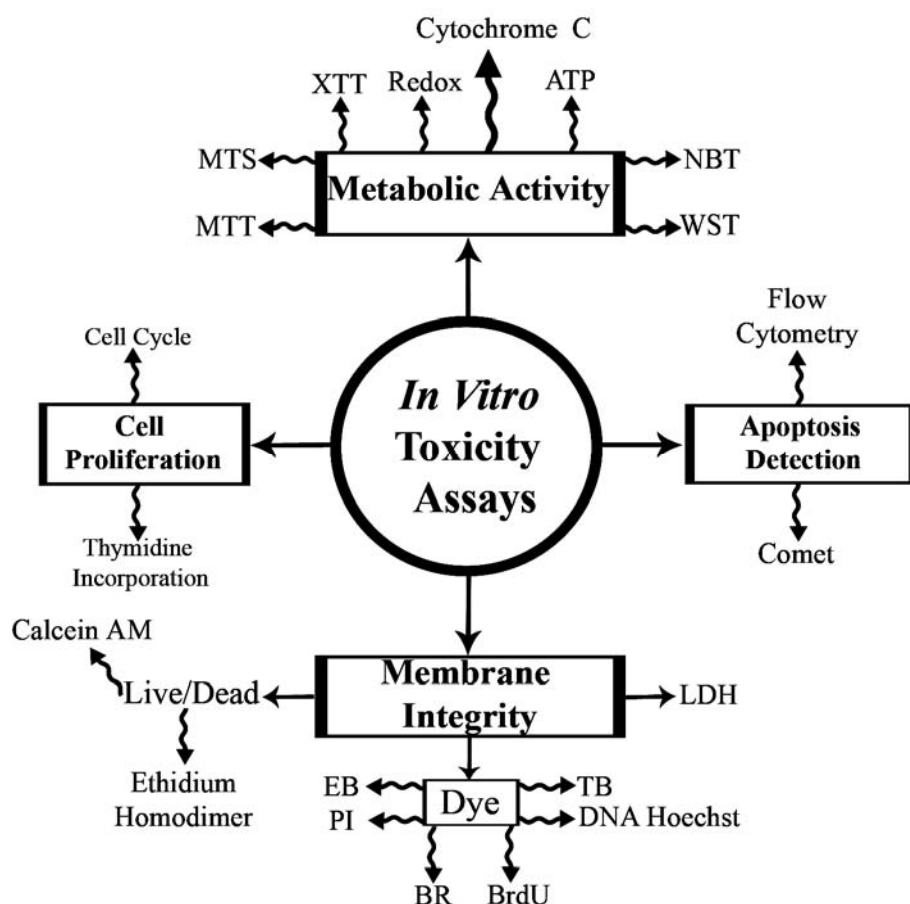 Cytochrome C
XTT
Redox
ATP
MTS
NBT
Metabolic Activity
MTT
WST
Flow
Cytometry
Cell Cycle
In Vitro
Toxicity
Assays
Cell
Proliferation
Apoptosis
Detection
Thymidine
Incorporation
Comet
Calcein AM
Membrane
Integrity
Live/Dead
LDH
Ethidium
Homodimer
EB
TB
Dye
PI
DNA Hoechst
BR
BrdU